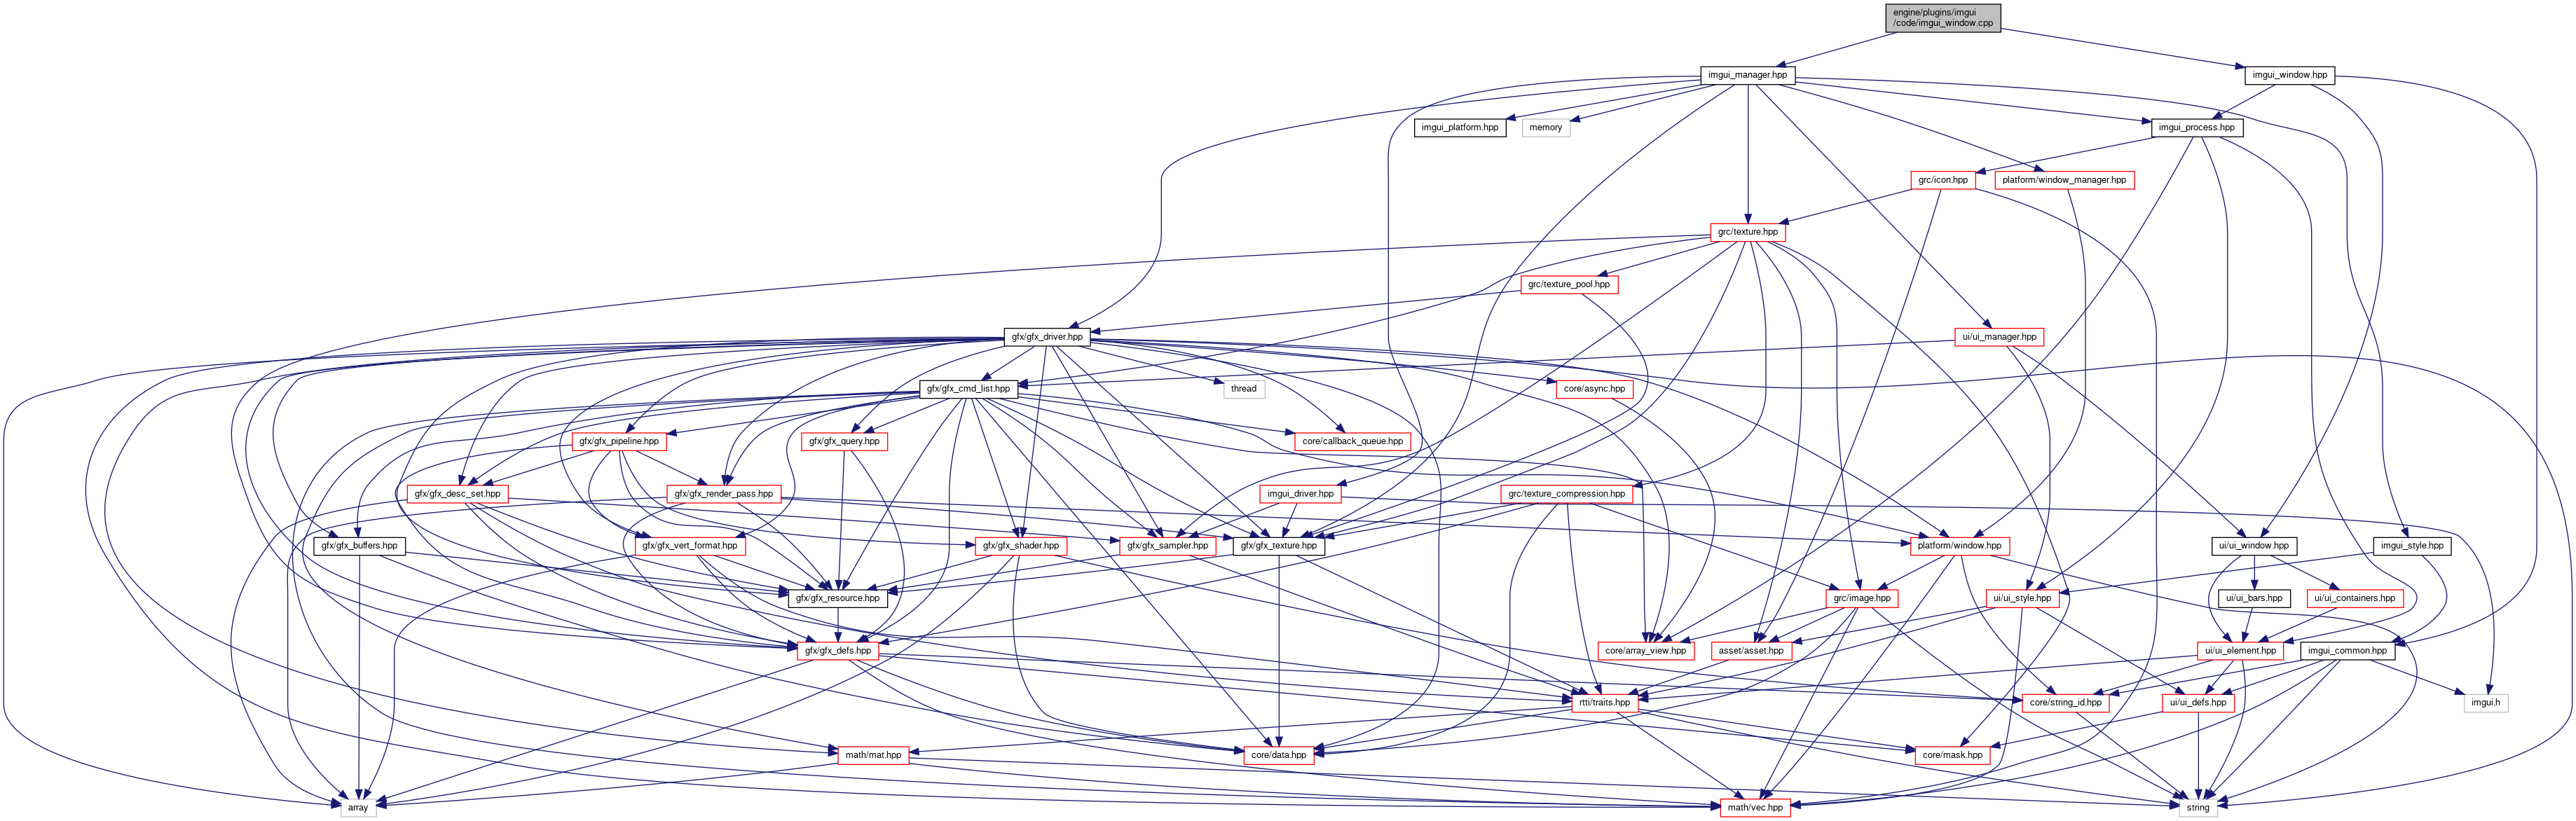 engine/plugins/imgui
/code/imgui_window.cpp
imgui_manager.hpp
imgui_window.hpp
imgui_platform.hpp
memory
imgui_process.hpp
grc/icon.hpp
platform/window_manager.hpp
grc/texture.hpp
grc/texture_pool.hpp
gfx/gfx_driver.hpp
ui/ui_manager.hpp
gfx/gfx_cmd_list.hpp
thread
core/async.hpp
gfx/gfx_pipeline.hpp
gfx/gfx_query.hpp
core/callback_queue.hpp
gfx/gfx_desc_set.hpp
gfx/gfx_render_pass.hpp
imgui_driver.hpp
grc/texture_compression.hpp
gfx/gfx_buffers.hpp
gfx/gfx_vert_format.hpp
gfx/gfx_shader.hpp
gfx/gfx_sampler.hpp
gfx/gfx_texture.hpp
platform/window.hpp
ui/ui_window.hpp
imgui_style.hpp
gfx/gfx_resource.hpp
grc/image.hpp
ui/ui_style.hpp
ui/ui_bars.hpp
ui/ui_containers.hpp
gfx/gfx_defs.hpp
core/array_view.hpp
asset/asset.hpp
ui/ui_element.hpp
imgui_common.hpp
rtti/traits.hpp
core/string_id.hpp
ui/ui_defs.hpp
imgui.h
math/mat.hpp
core/data.hpp
core/mask.hpp
array
math/vec.hpp
string